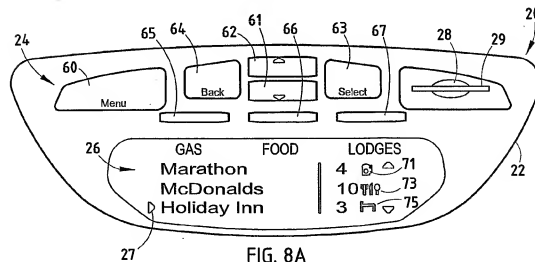 61
65 64 62 63 67 28 20
24 29
60
Menu Back Select
66
GAS FOOD LODGES
26 Marathon 4 71 22
McDonalds 10 73
Holiday Inn 3 75
27
FIG. 8A